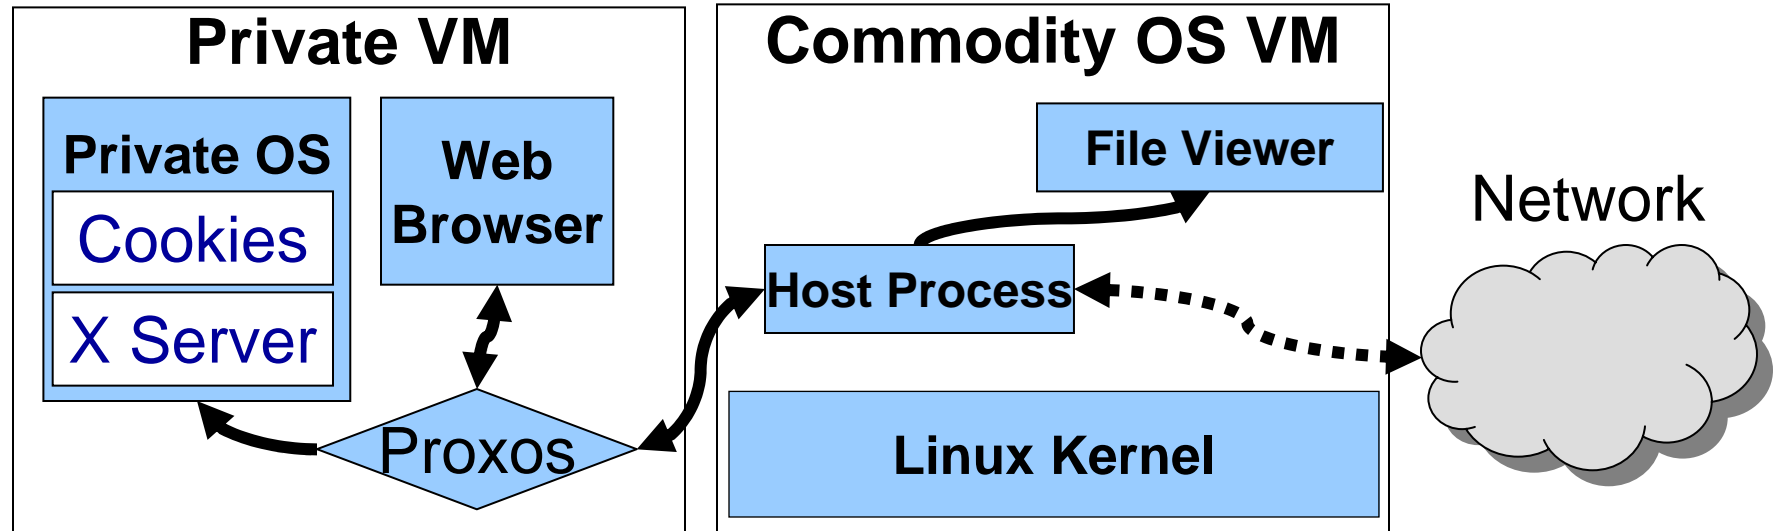 Private VM
Private OS
Cookies
X Server
Web
Browser
Proxos
Commodity OS VM
File Viewer
Host Process
Linux Kernel
Network